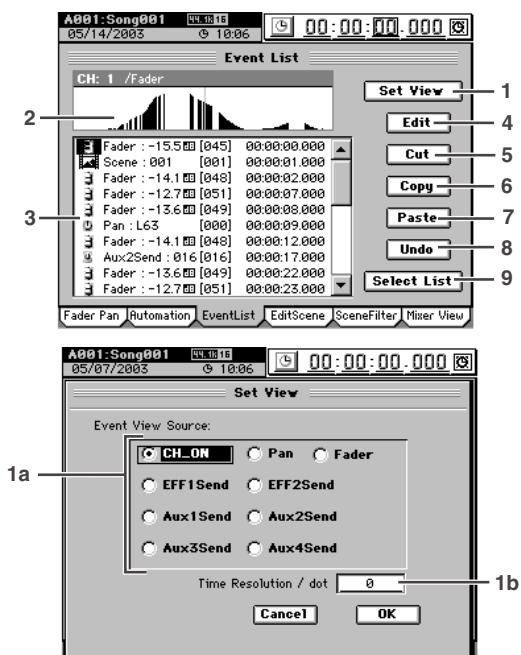 A001:Song001 44.1K 16
05/14/2003 10:06 00:00:00.000
Event List
CH: 1 /Fader
Set View 1
2
Edit 4
Cut 5
Copy 6
Paste 7
Undo 8
Select List 9
3
Fader : -15.5dB [045] 00:00:00.000
Scene : 001 [001] 00:00:01.000
Fader : -14.1dB [048] 00:00:02.000
Fader : -12.7dB [051] 00:00:07.000
Fader : -13.6dB [049] 00:00:08.000
Pan : L63 [000] 00:00:09.000
Fader : -14.1dB [048] 00:00:12.000
Aux2Send : 016 [016] 00:00:17.000
Fader : -13.6dB [049] 00:00:22.000
Fader : -12.7dB [051] 00:00:23.000
Fader Pan Automation EventList EditScene SceneFilter Mixer View
A001:Song001 44.1K 16
05/07/2003 10:06 00:00:00.000
Set View
Event View Source:
1a
CH_ON Pan Fader
EFF1Send EFF2Send
Aux1Send Aux2Send
Aux3Send Aux4Send
Time Resolution / dot 0 1b
Cancel OK